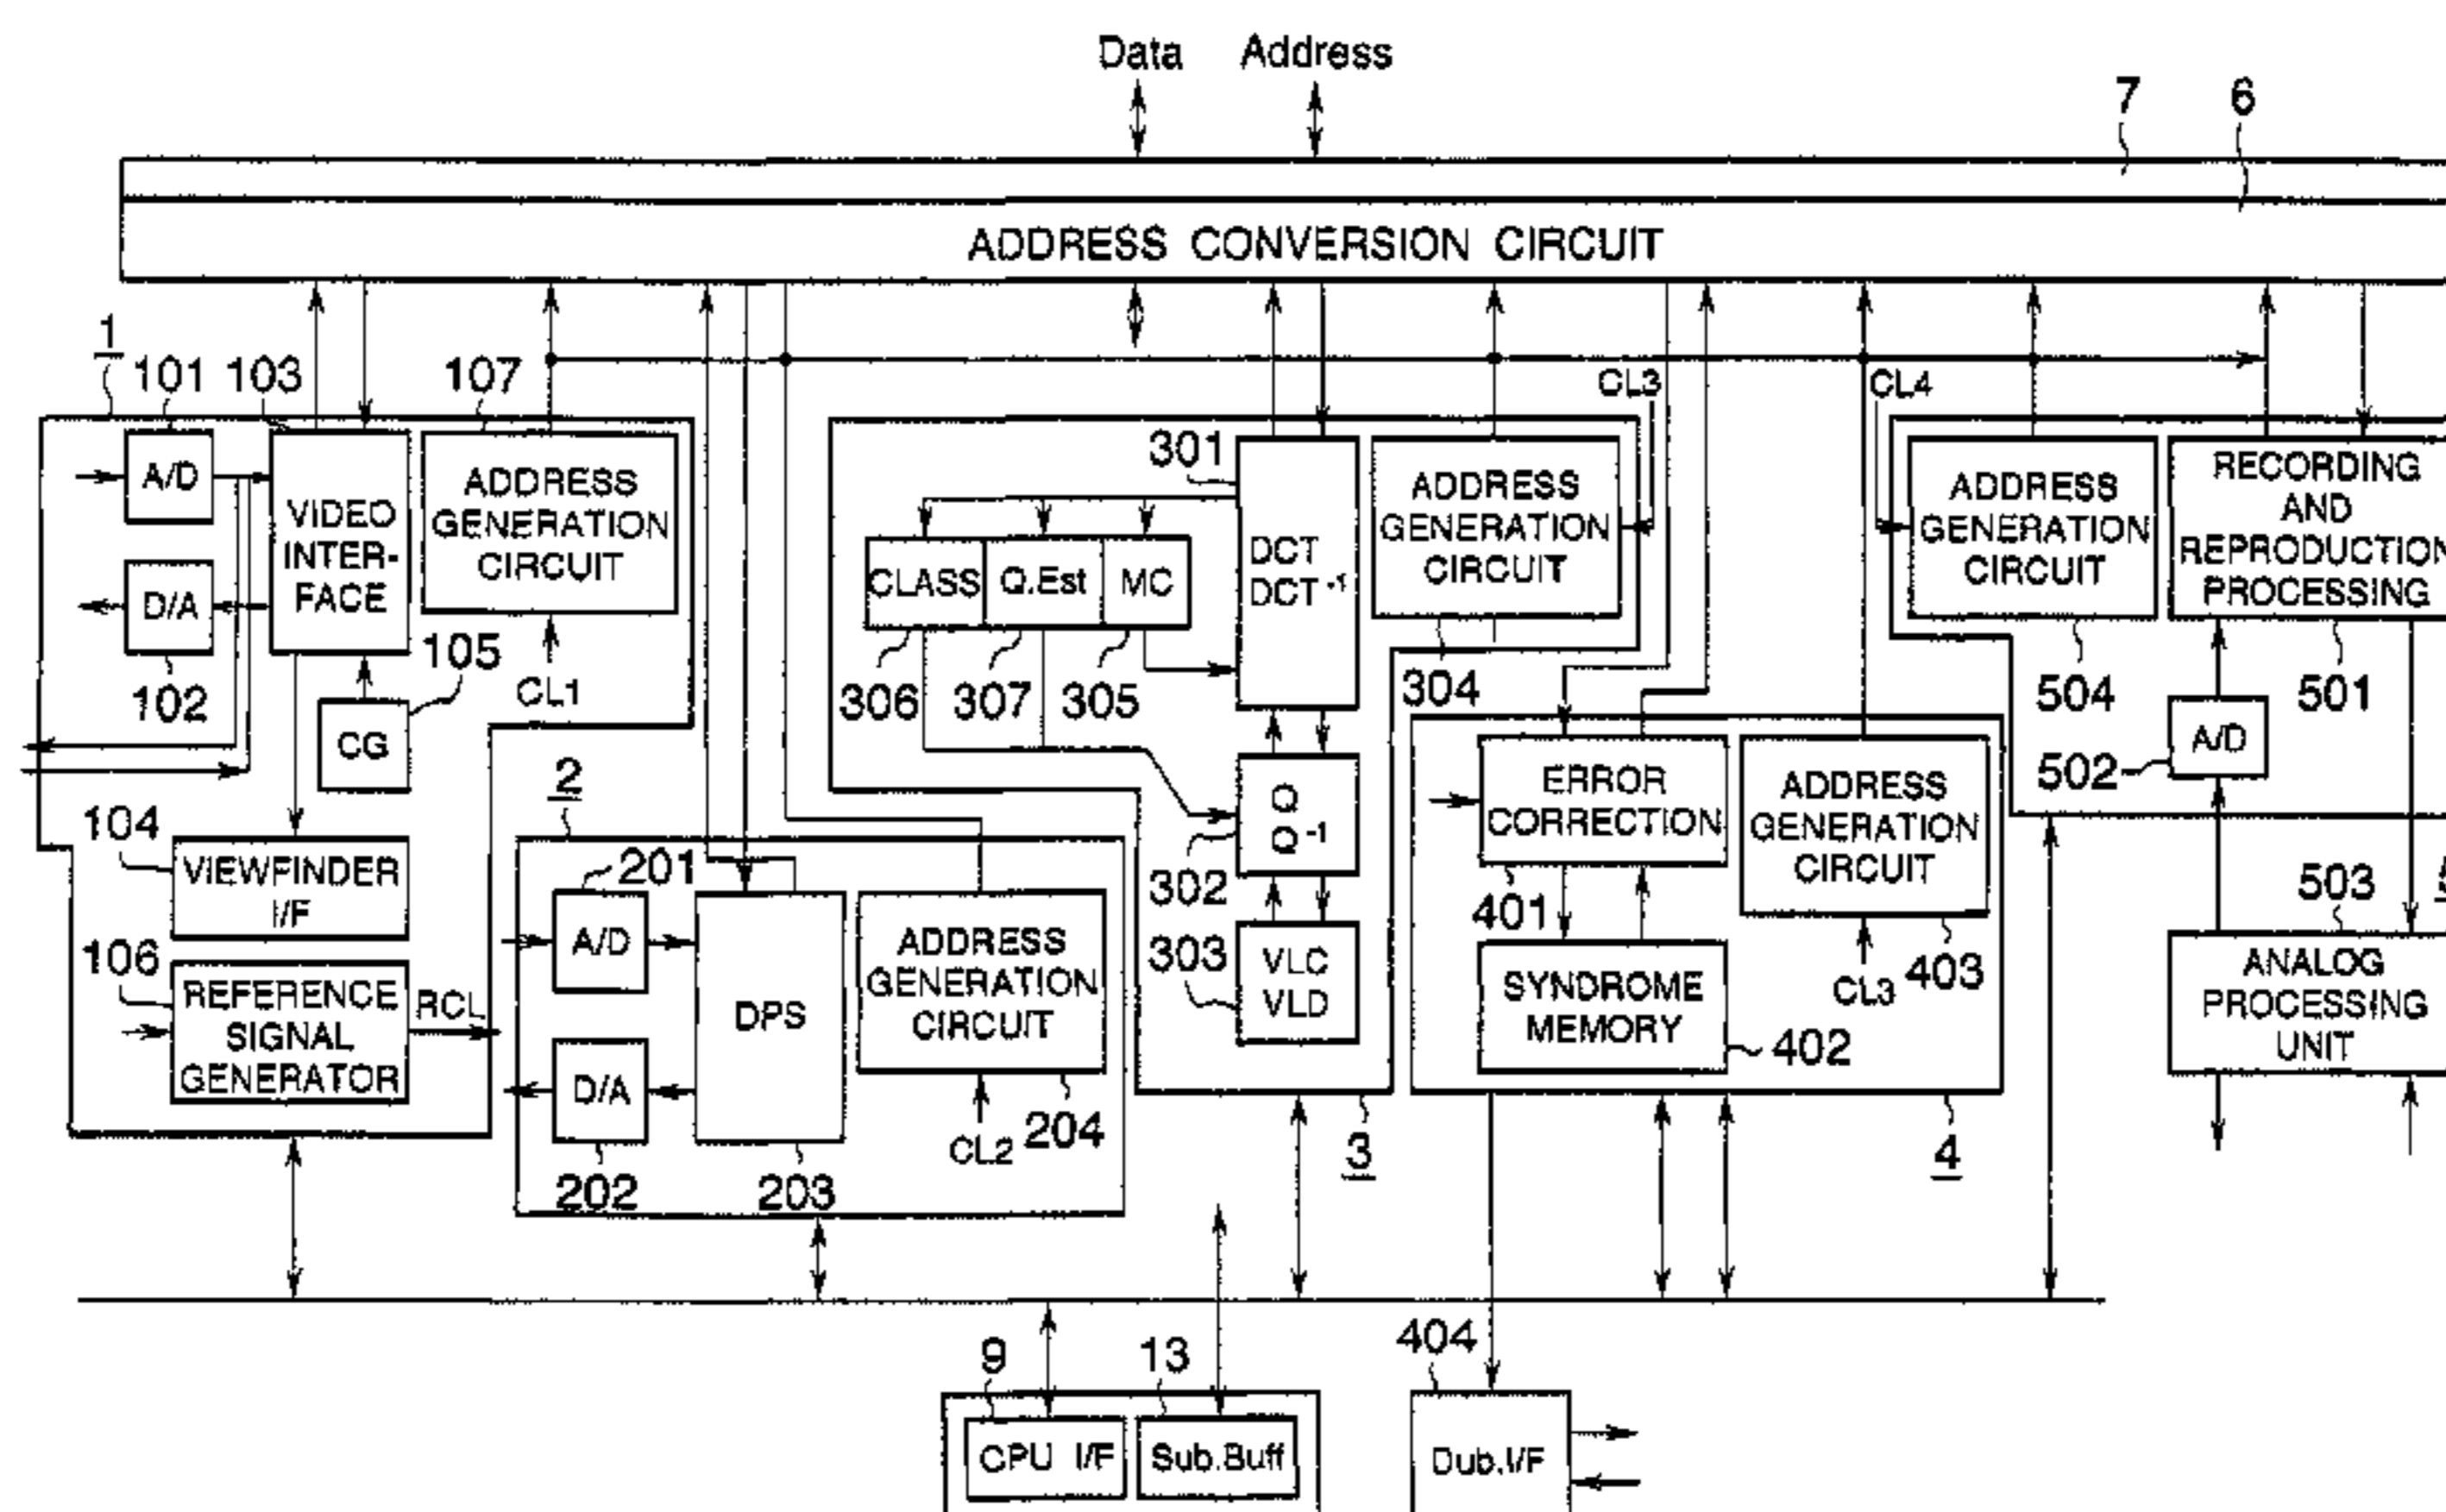 Data Address
7 6
ADDRESS CONVERSION CIRCUIT
1 101 103 107
CL3 CL4
A/D
VIDEO
INTER-
FACE
D/A
102
ADDRESS
GENERATION
CIRCUIT
CL1
105
CG
104
VIEWFINDER
I/F
106
REFERENCE
SIGNAL
GENERATOR
RCL
2
201
A/D
D/A
202
DPS
203
ADDRESS
GENERATION
CIRCUIT
CL2 204
301
CLASS Q.Est MC
306 307 305
DCT
DCT-1
ADDRESS
GENERATION
CIRCUIT
304
Q
Q-1
302
303
VLC
VLD
3
ERROR
CORRECTION
401
SYNDROME
MEMORY
402
ADDRESS
GENERATION
CIRCUIT
CL3 403
4
ADDRESS
GENERATION
CIRCUIT
504
RECORDING
AND
REPRODUCTION
PROCESSING
501
A/D
502
503
ANALOG
PROCESSING
UNIT
9 13 404
CPU I/F Sub.Buff Dub.I/F